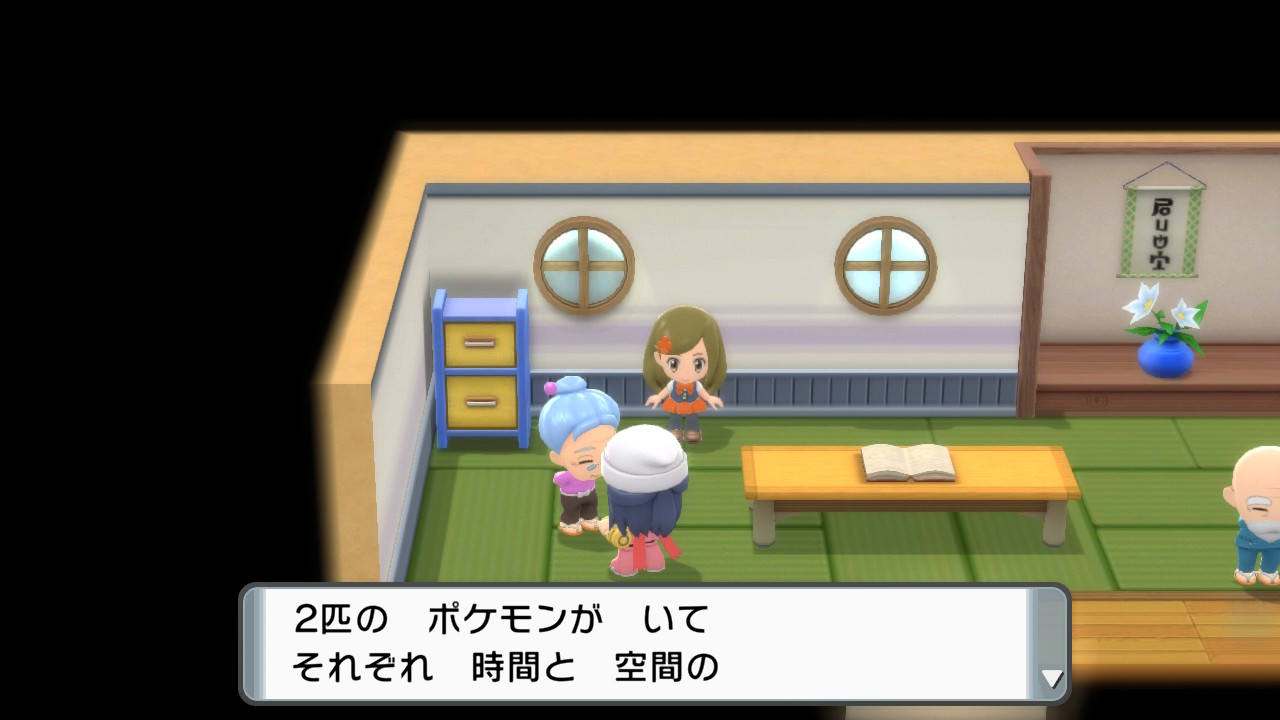 2匹の　ポケモンが　いて
それぞれ　時間と　空間の